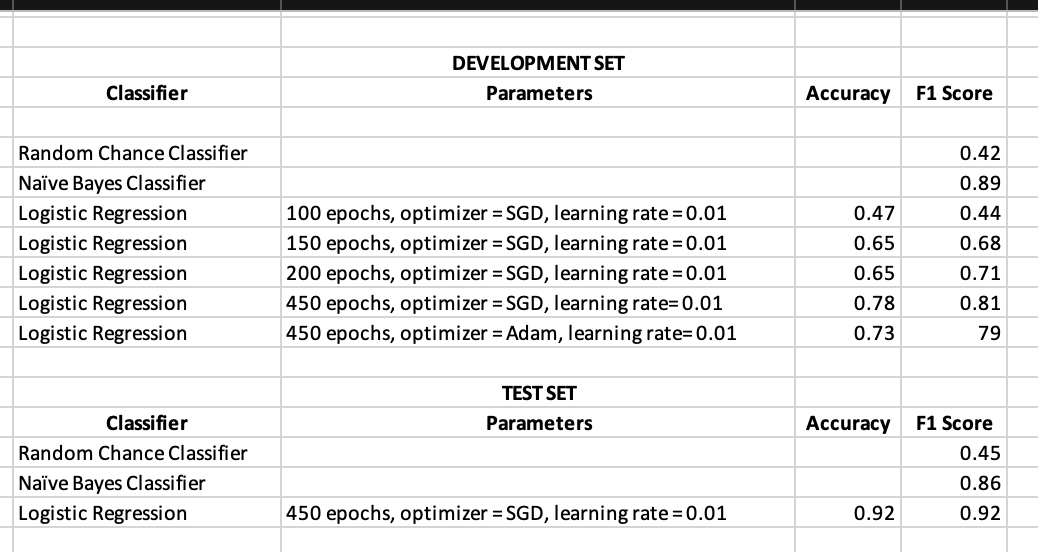 DEVELOPMENT SET
Classifier Parameters Accuracy F1 Score
Random Chance Classifier 0.42
Naïve Bayes Classifier 0.89
Logistic Regression 100 epochs, optimizer = SGD, learning rate = 0.01 0.47 0.44
Logistic Regression 150 epochs, optimizer = SGD, learning rate = 0.01 0.65 0.68
Logistic Regression 200 epochs, optimizer = SGD, learning rate = 0.01 0.65 0.71
Logistic Regression 450 epochs, optimizer = SGD, learning rate= 0.01 0.78 0.81
Logistic Regression 450 epochs, optimizer = Adam, learning rate= 0.01 0.73 79
TEST SET
Classifier Parameters Accuracy F1 Score
Random Chance Classifier 0.45
Naïve Bayes Classifier 0.86
Logistic Regression 450 epochs, optimizer = SGD, learning rate = 0.01 0.92 0.92